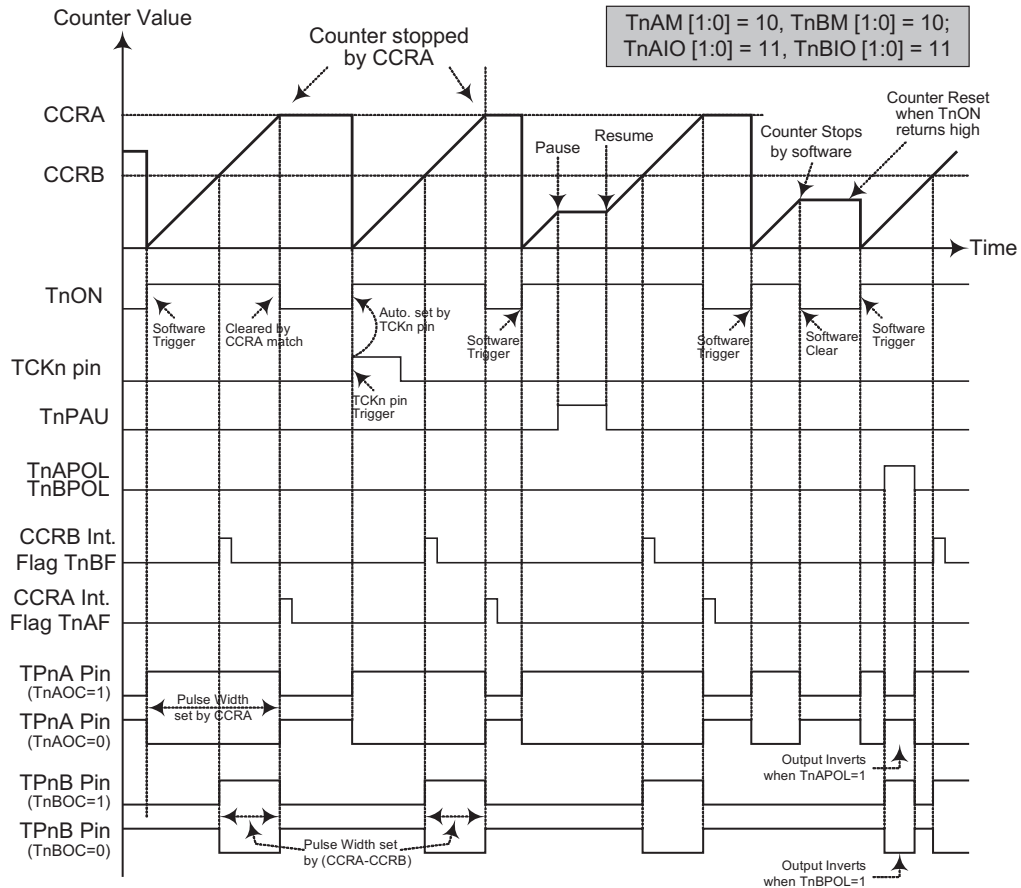 Counter Value
TnAM [1:0] = 10, TnBM [1:0] = 10;
TnAIO [1:0] = 11, TnBIO [1:0] = 11
Counter stopped
by CCRA
CCRA
CCRB
Pause
Resume
Counter Stops
by software
Counter Reset
when TnON
returns high
Time
TnON
Software
Trigger
Cleared by
CCRA match
Auto. set by
TCKn pin
Software
Trigger
Software
Trigger
Software
Clear
Software
Trigger
TCKn pin
TCKn pin
Trigger
TnPAU
TnAPOL
TnBPOL
CCRB Int.
Flag TnBF
CCRA Int.
Flag TnAF
TPnA Pin
(TnAOC=1)
Pulse Width
set by CCRA
TPnA Pin
(TnAOC=0)
Output Inverts
when TnAPOL=1
TPnB Pin
(TnBOC=1)
TPnB Pin
(TnBOC=0)
Pulse Width set
by (CCRA-CCRB)
Output Inverts
when TnBPOL=1